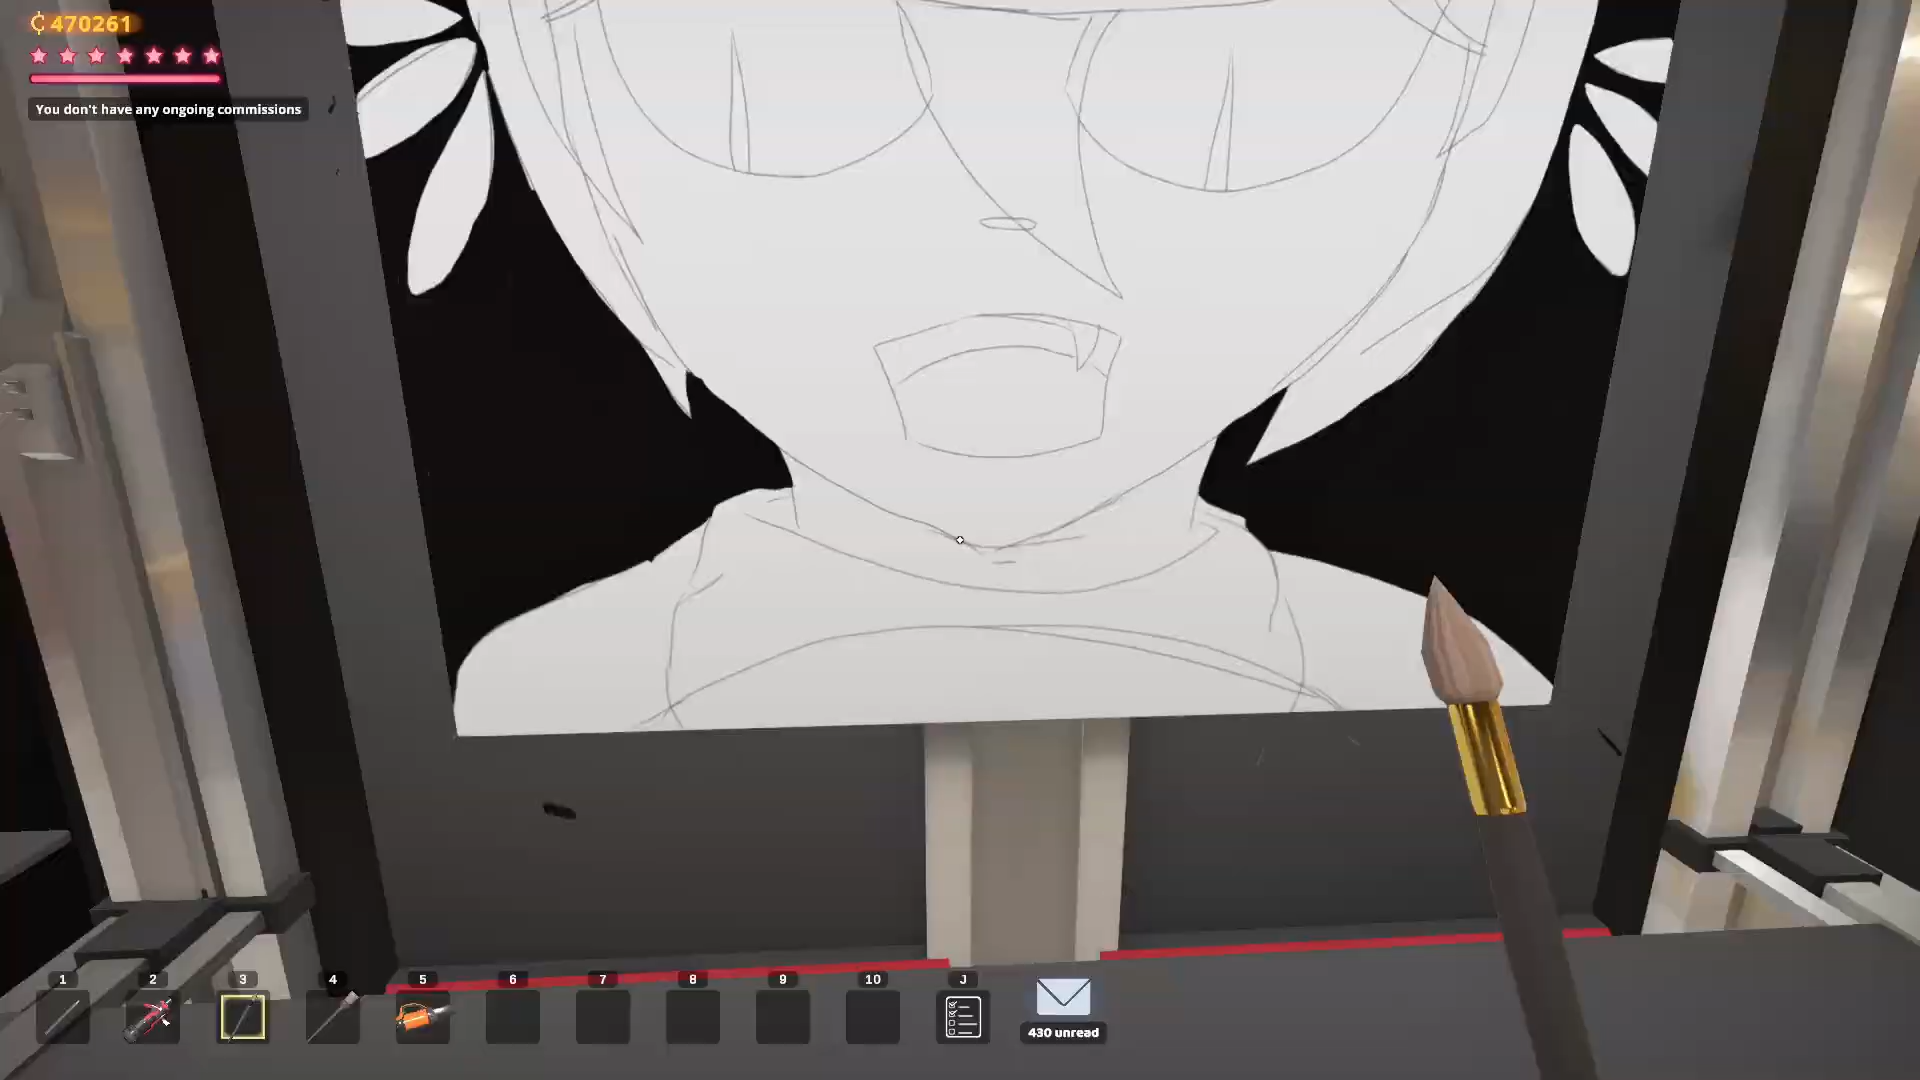 ₵ 470261
You don't have any ongoing commissions
1 2 3 4 5 6 7 8 9 10 J
430 unread